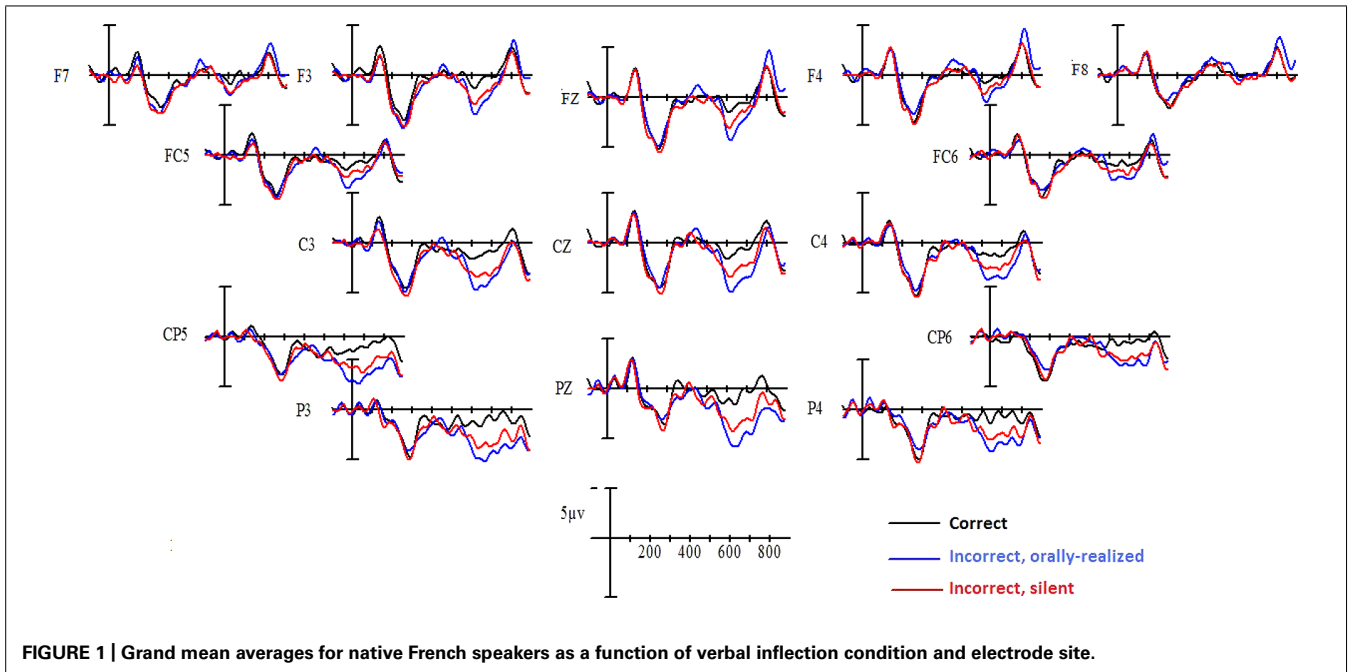 F7 F3 FZ F4 F8
FC5 FC6
C3 CZ C4
CP5 CP6
P3 PZ P4
5µv
200 400 600 800
Correct
Incorrect, orally-realized
Incorrect, silent
FIGURE 1 | Grand mean averages for native French speakers as a function of verbal inflection condition and electrode site.